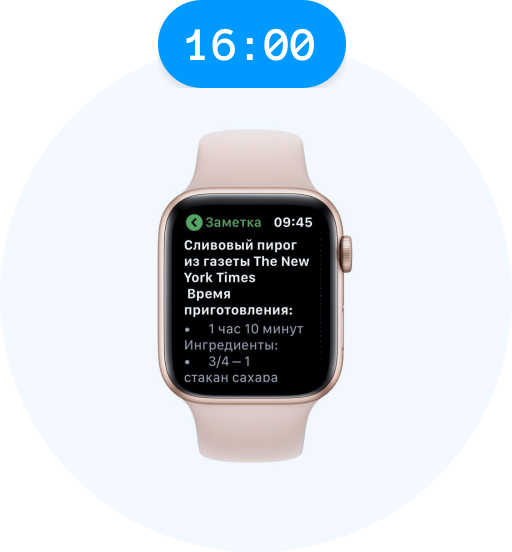 16:00
Заметка 09:45
Сливовый пирог
из газеты The New
York Times
Время
приготовления:
• 1 час 10 минут
Ингредиенты:
• 3/4 – 1
стакан сахара